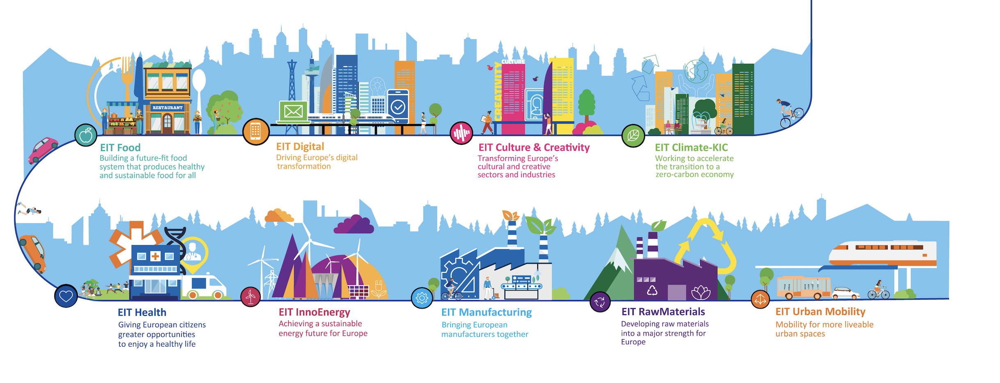 CULTURE
CREATIVITY
RESTAURANT
EIT Food
Building a future-fit food
system that produces healthy
and sustainable food for all
EIT Digital
Driving Europe's digital
transformation
EIT Culture & Creativity
Transforming Europe's
cultural and creative
sectors and industries
EIT Climate-KIC
Working to accelerate
the transition to a
zero-carbon economy
EIT Health
Giving European citizens
greater opportunities
to enjoy a healthy life
EIT InnoEnergy
Achieving a sustainable
energy future for Europe
EIT Manufacturing
Bringing European
manufacturers together
EIT RawMaterials
Developing raw materials
into a major strength for
Europe
EIT Urban Mobility
Mobility for more liveable
urban spaces